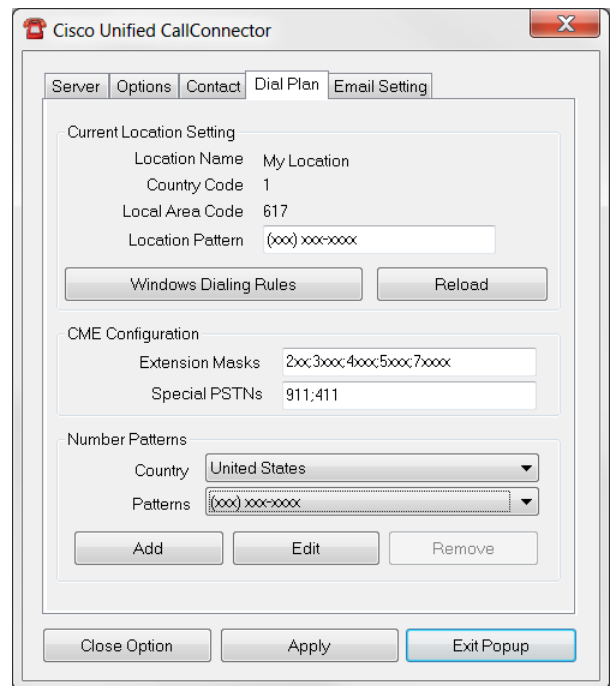 Cisco Unified CallConnector
Server Options Contact Dial Plan Email Setting
Current Location Setting
Location Name My Location
Country Code 1
Local Area Code 617
Location Pattern (xxx) xxx-xxxx
Windows Dialing Rules Reload
CME Configuration
Extension Masks 2xx;3xxx;4xxx;5xxx;7xxxx
Special PSTNs 911;411
Number Patterns
Country United States
Patterns (xxx) xxx-xxxx
Add Edit Remove
Close Option Apply Exit Popup